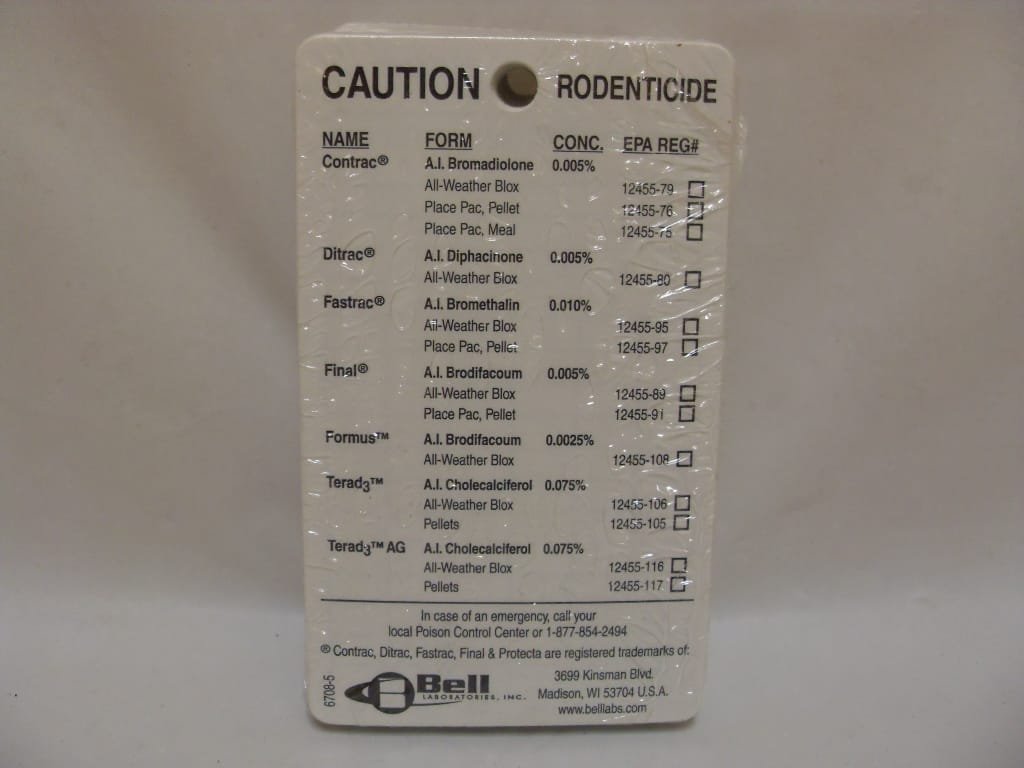 CAUTION RODENTICIDE
NAME FORM CONC. EPA REG#
Contrac® A.I. Bromadiolone 0.005%
All-Weather Blox 12455-79
Place Pac, Pellet 12455-76
Place Pac, Meal 12455-75
Ditrac® A.I. Diphacinone 0.005%
All-Weather Blox 12455-80
Fastrac® A.I. Bromethalin 0.010%
All-Weather Blox 12455-95
Place Pac, Pellet 12455-97
Final® A.I. Brodifacoum 0.005%
All-Weather Blox 12455-89
Place Pac, Pellet 12455-91
Formus™ A.I. Brodifacoum 0.0025%
All-Weather Blox 12455-108
Terad3™ A.I. Cholecalciferol 0.075%
All-Weather Blox 12455-106
Pellets 12455-105
Terad3™ AG A.I. Cholecalciferol 0.075%
All-Weather Blox 12455-116
Pellets 12455-117
In case of an emergency, call your
local Poison Control Center or 1-877-854-2494
® Contrac, Ditrac, Fastrac, Final & Protecta are registered trademarks of:
6708-5
Bell
LABORATORIES, INC.
3699 Kinsman Blvd.
Madison, WI 53704 U.S.A.
www.belllabs.com